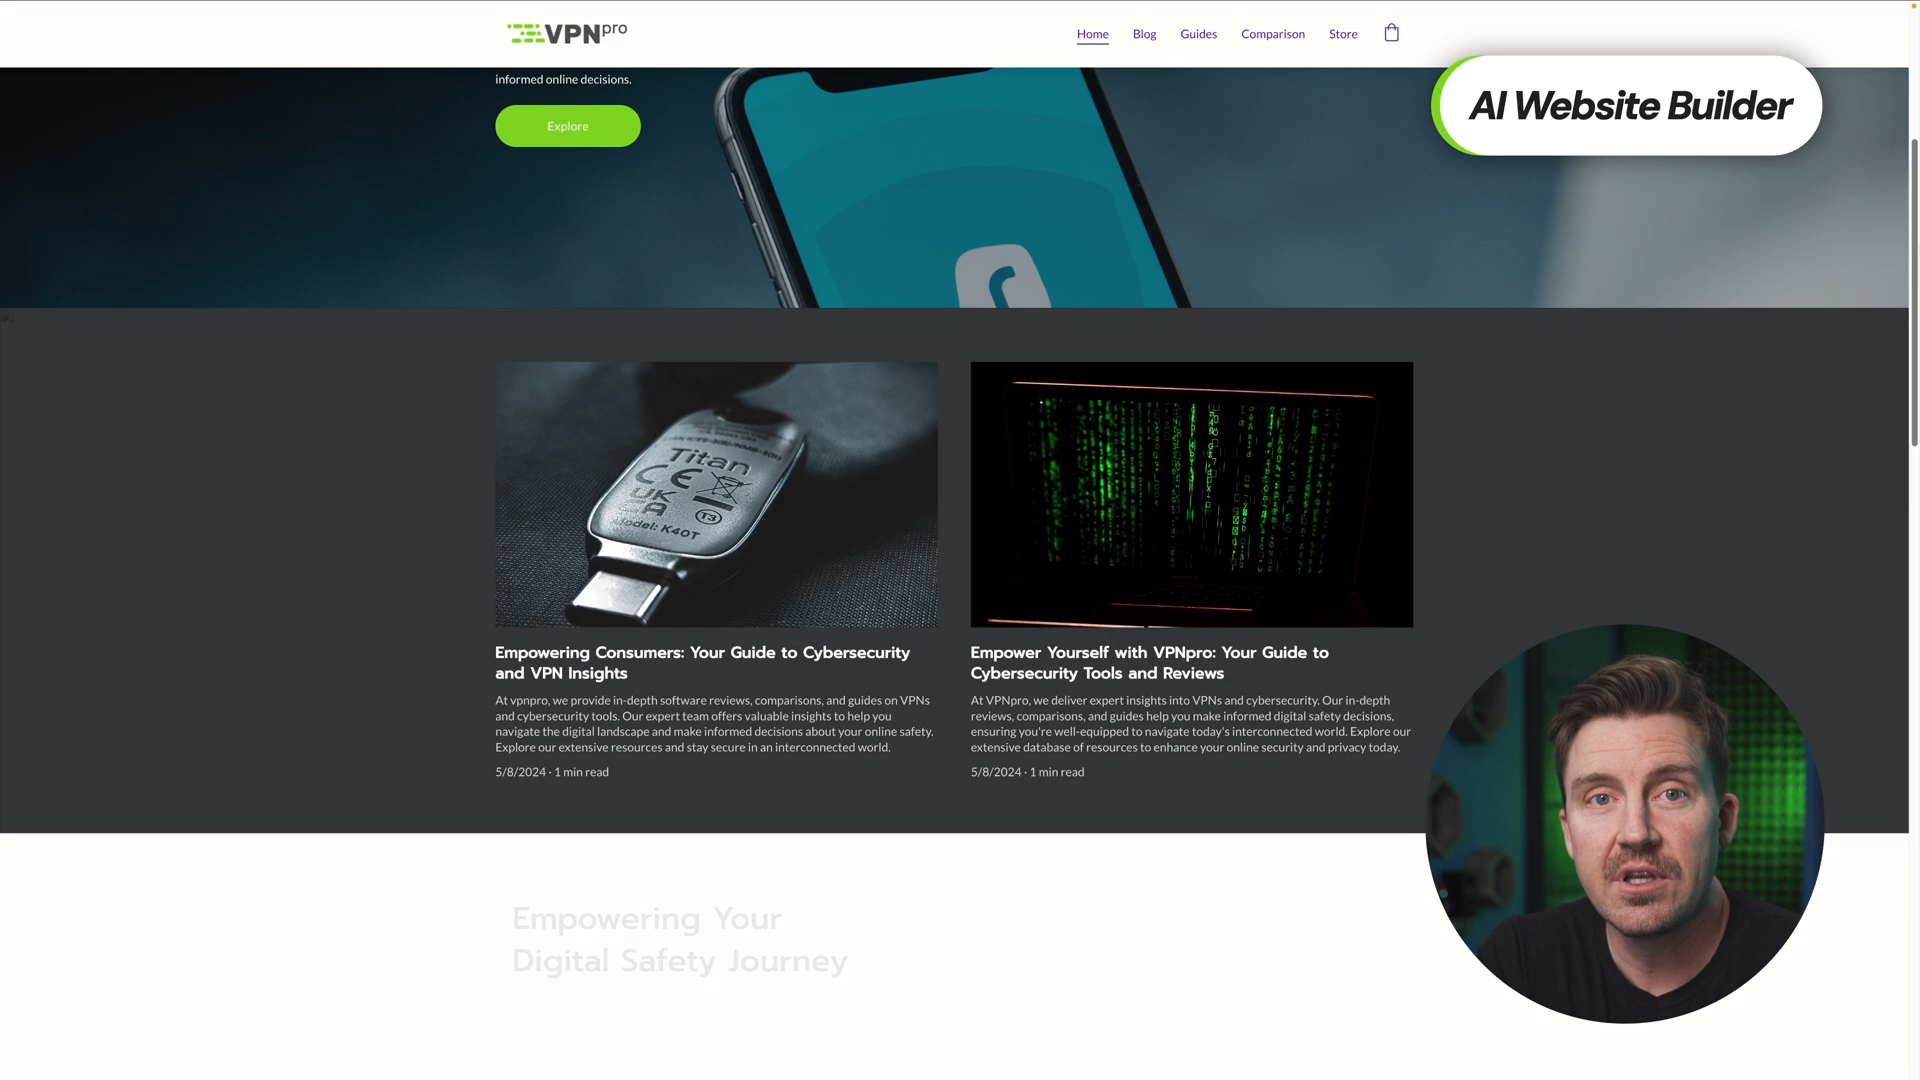 VPNpro
Home Blog Guides Comparison Store
informed online decisions.
Explore
AI Website Builder
Titan
CE
UK
CA
T3
Model: K40T
Empowering Consumers: Your Guide to Cybersecurity
and VPN Insights
At vpnpro, we provide in-depth software reviews, comparisons, and guides on VPNs
and cybersecurity tools. Our expert team offers valuable insights to help you
navigate the digital landscape and make informed decisions about your online safety.
Explore our extensive resources and stay secure in an interconnected world.
5/8/2024 · 1 min read
Empower Yourself with VPNpro: Your Guide to
Cybersecurity Tools and Reviews
At VPNpro, we deliver expert insights into VPNs and cybersecurity. Our in-depth
reviews, comparisons, and guides help you make informed digital safety decisions,
ensuring you're well-equipped to navigate today's interconnected world. Explore our
extensive database of resources to enhance your online security and privacy today.
5/8/2024 · 1 min read
Empowering Your
Digital Safety Journey